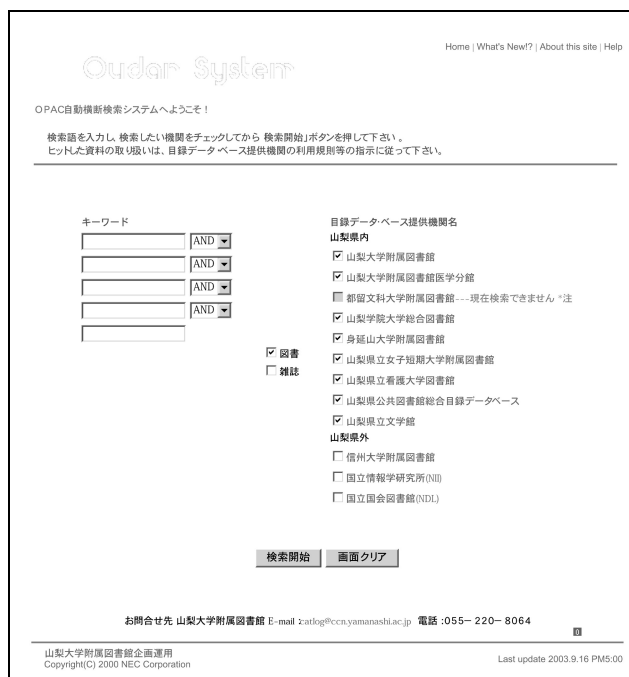 Home | What's New!? | About this site | Help
Oudan System
OPAC自動横断検索システムへようこそ！
検索語を入力し、検索したい機関をチェックしてから 検索開始」ボタンを押して下さい 。
ヒットした資料の取り扱いは、目録データ・ベース提供機関の利用規則等の指示に従って下さい。
キーワード
AND
AND
AND
AND
図書
雑誌
目録データ・ベース提供機関名
山梨県内
山梨大学附属図書館
山梨大学附属図書館医学分館
都留文科大学附属図書館---現在検索できません *注
山梨学院大学総合図書館
身延山大学附属図書館
山梨県立女子短期大学附属図書館
山梨県立看護大学図書館
山梨県公共図書館総合目録データベース
山梨県立文学館
山梨県外
信州大学附属図書館
国立情報学研究所(NII)
国立国会図書館(NDL)
検索開始 画面クリア
お問合せ先 山梨大学附属図書館 E-mail :catlog@ccn.yamanashi.ac.jp 電話 :055－220－8064
0
山梨大学附属図書館企画運用
Copyright(C) 2000 NEC Corporation
Last update 2003.9.16 PM5:00